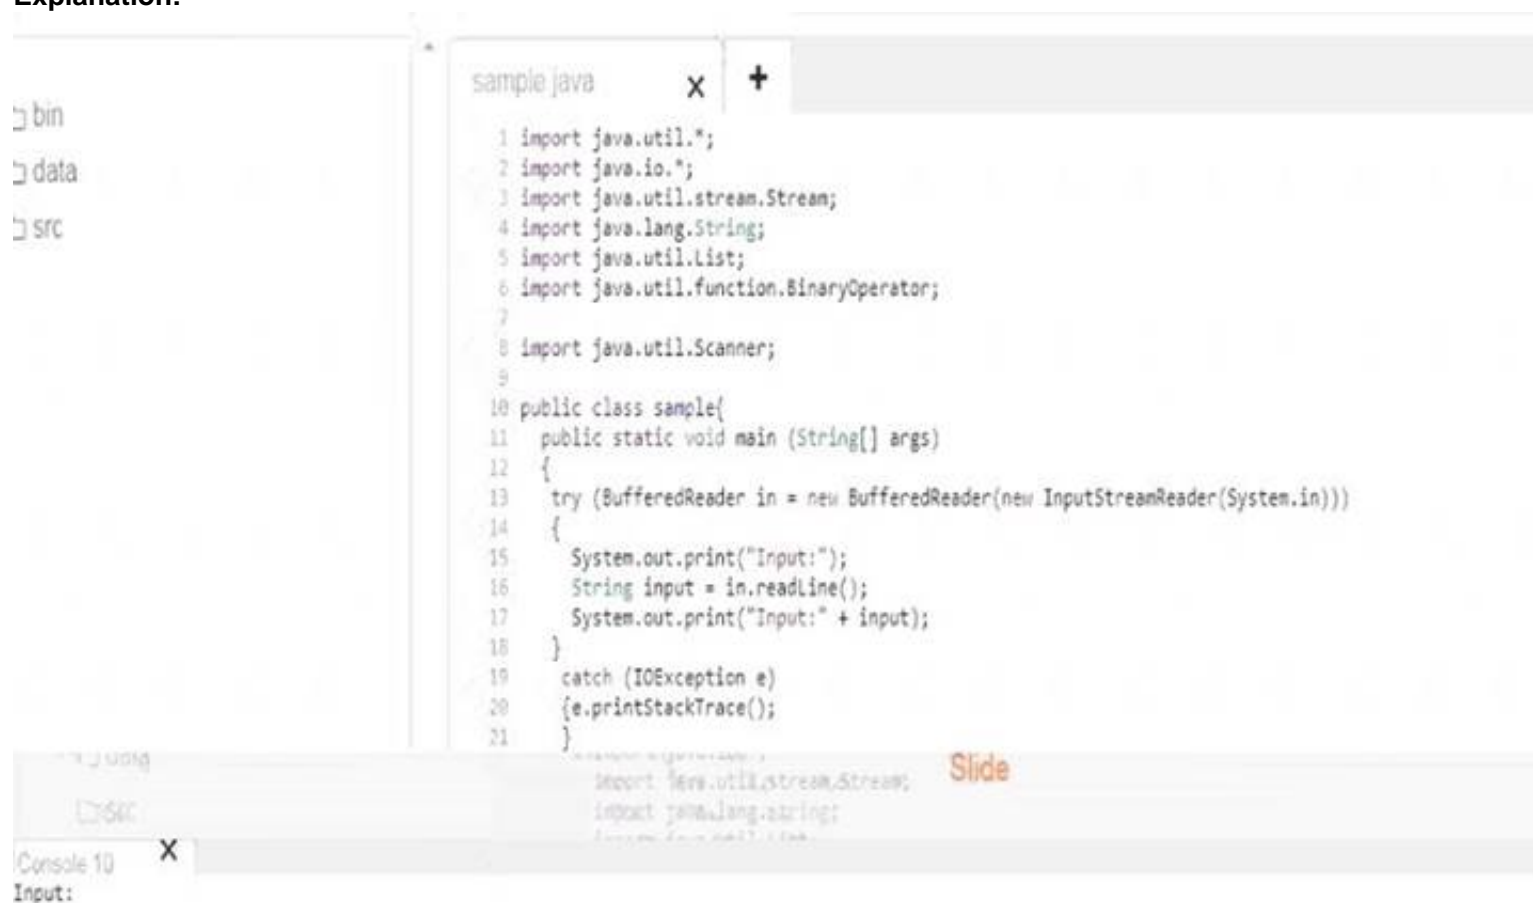 Explanation:
bin
data
src
sample java X +
1 import java.util.*;
2 import java.io.*;
3 import java.util.stream.Stream;
4 import java.lang.String;
5 import java.util.List;
6 import java.util.function.BinaryOperator;
7
8 import java.util.Scanner;
9
10 public class sample{
11 public static void main (String[] args)
12 {
13 try (BufferedReader in = new BufferedReader(new InputStreamReader(System.in)))
14 {
15 System.out.print("Input:");
16 String input = in.readLine();
17 System.out.print("Input:" + input);
18 }
19 catch (IOException e)
20 {e.printStackTrace();
21 }
Slide
import java.util.stream.Stream;
import java.lang.string;
src
Console 10 X
Input: